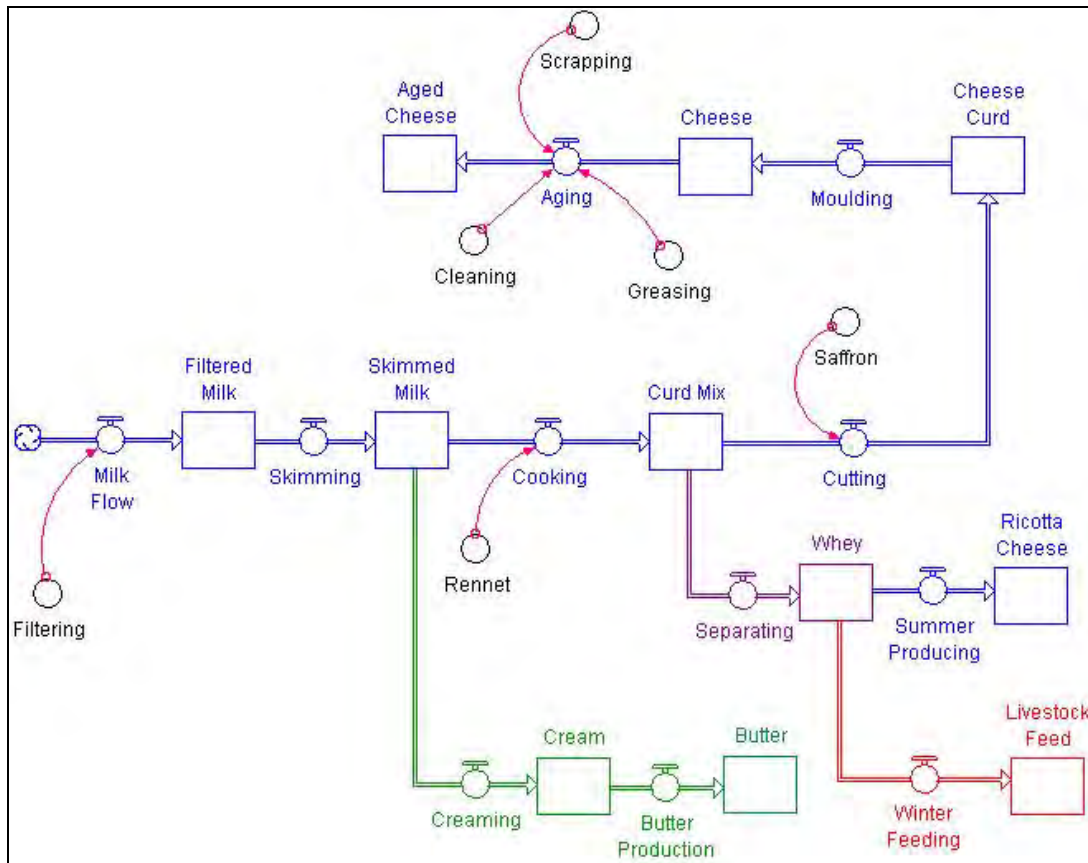 Scrapping
Aged
Cheese
Cheese
Cheese
Curd
Aging
Moulding
Cleaning
Greasing
Saffron
Filtered
Milk
Skimmed
Milk
Curd Mix
Milk
Flow
Skimming
Cooking
Cutting
Filtering
Rennet
Whey
Ricotta
Cheese
Separating
Summer
Producing
Cream
Butter
Livestock
Feed
Creaming
Butter
Production
Winter
Feeding